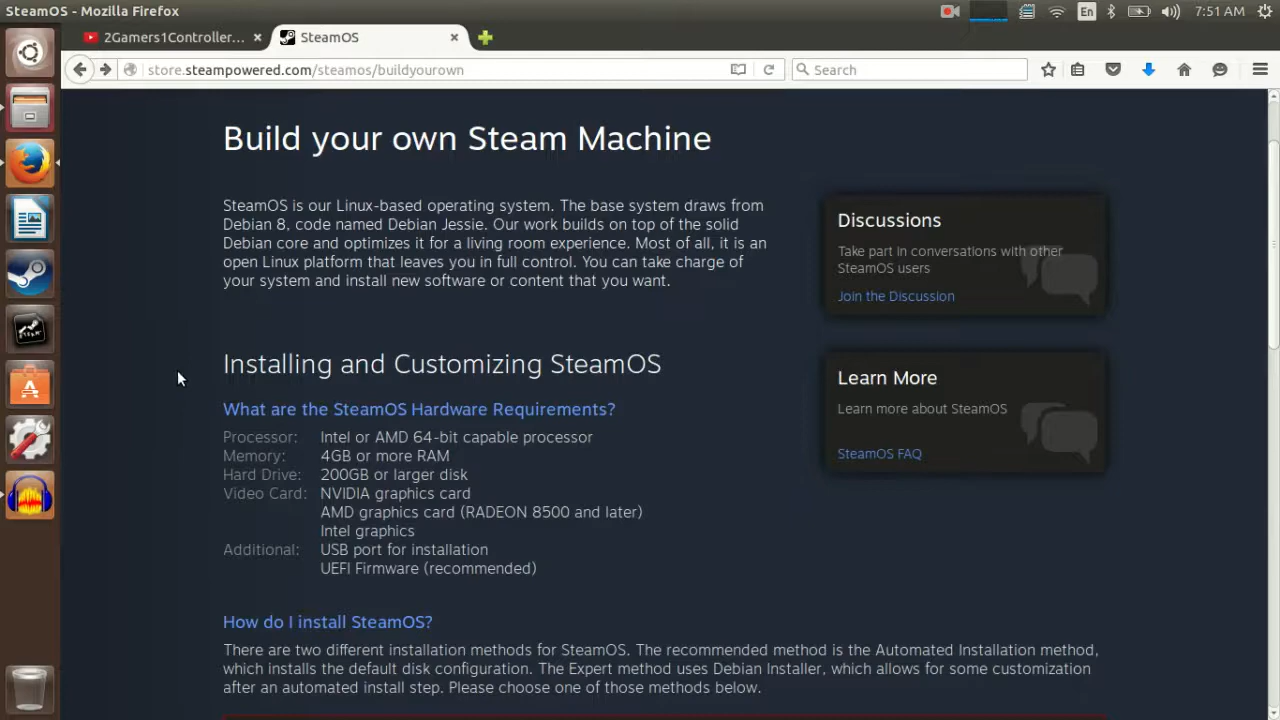 SteamOS - Mozilla Firefox
En
7:51 AM
2Gamers1Controller...
SteamOS
store.steampowered.com/steamos/buildyourown
Search
Build your own Steam Machine
SteamOS is our Linux-based operating system. The base system draws from
Debian 8, code named Debian Jessie. Our work builds on top of the solid
Debian core and optimizes it for a living room experience. Most of all, it is an
open Linux platform that leaves you in full control. You can take charge of
your system and install new software or content that you want.
Discussions
Take part in conversations with other
SteamOS users
Join the Discussion
Installing and Customizing SteamOS
What are the SteamOS Hardware Requirements?
Processor: Intel or AMD 64-bit capable processor
Memory: 4GB or more RAM
Hard Drive: 200GB or larger disk
Video Card: NVIDIA graphics card
AMD graphics card (RADEON 8500 and later)
Intel graphics
Additional: USB port for installation
UEFI Firmware (recommended)
Learn More
Learn more about SteamOS
SteamOS FAQ
How do I install SteamOS?
There are two different installation methods for SteamOS. The recommended method is the Automated Installation method,
which installs the default disk configuration. The Expert method uses Debian Installer, which allows for some customization
after an automated install step. Please choose one of those methods below.